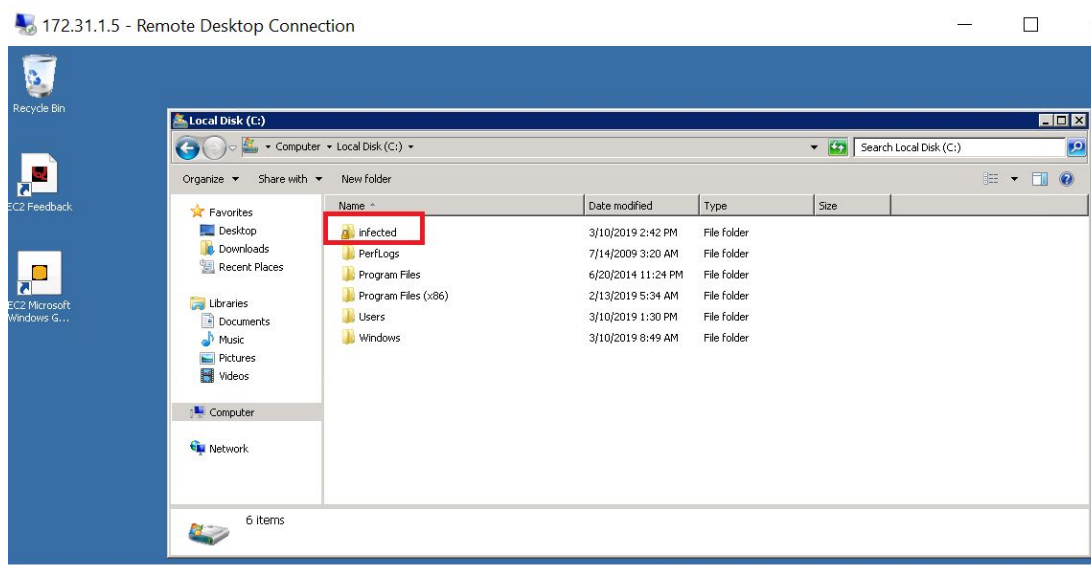 172.31.1.5 - Remote Desktop Connection
Recycle Bin
EC2 Feedback
EC2 Microsoft
Windows G...
Local Disk (C:)
Computer Local Disk (C:)
Search Local Disk (C:)
Organize Share with New folder
Favorites
Desktop
Downloads
Recent Places
Libraries
Documents
Music
Pictures
Videos
Computer
Network
Name Date modified Type Size
infected 3/10/2019 2:42 PM File folder
PerfLogs 7/14/2009 3:20 AM File folder
Program Files 6/20/2014 11:24 PM File folder
Program Files (x86) 2/13/2019 5:34 AM File folder
Users 3/10/2019 1:30 PM File folder
Windows 3/10/2019 8:49 AM File folder
6 items